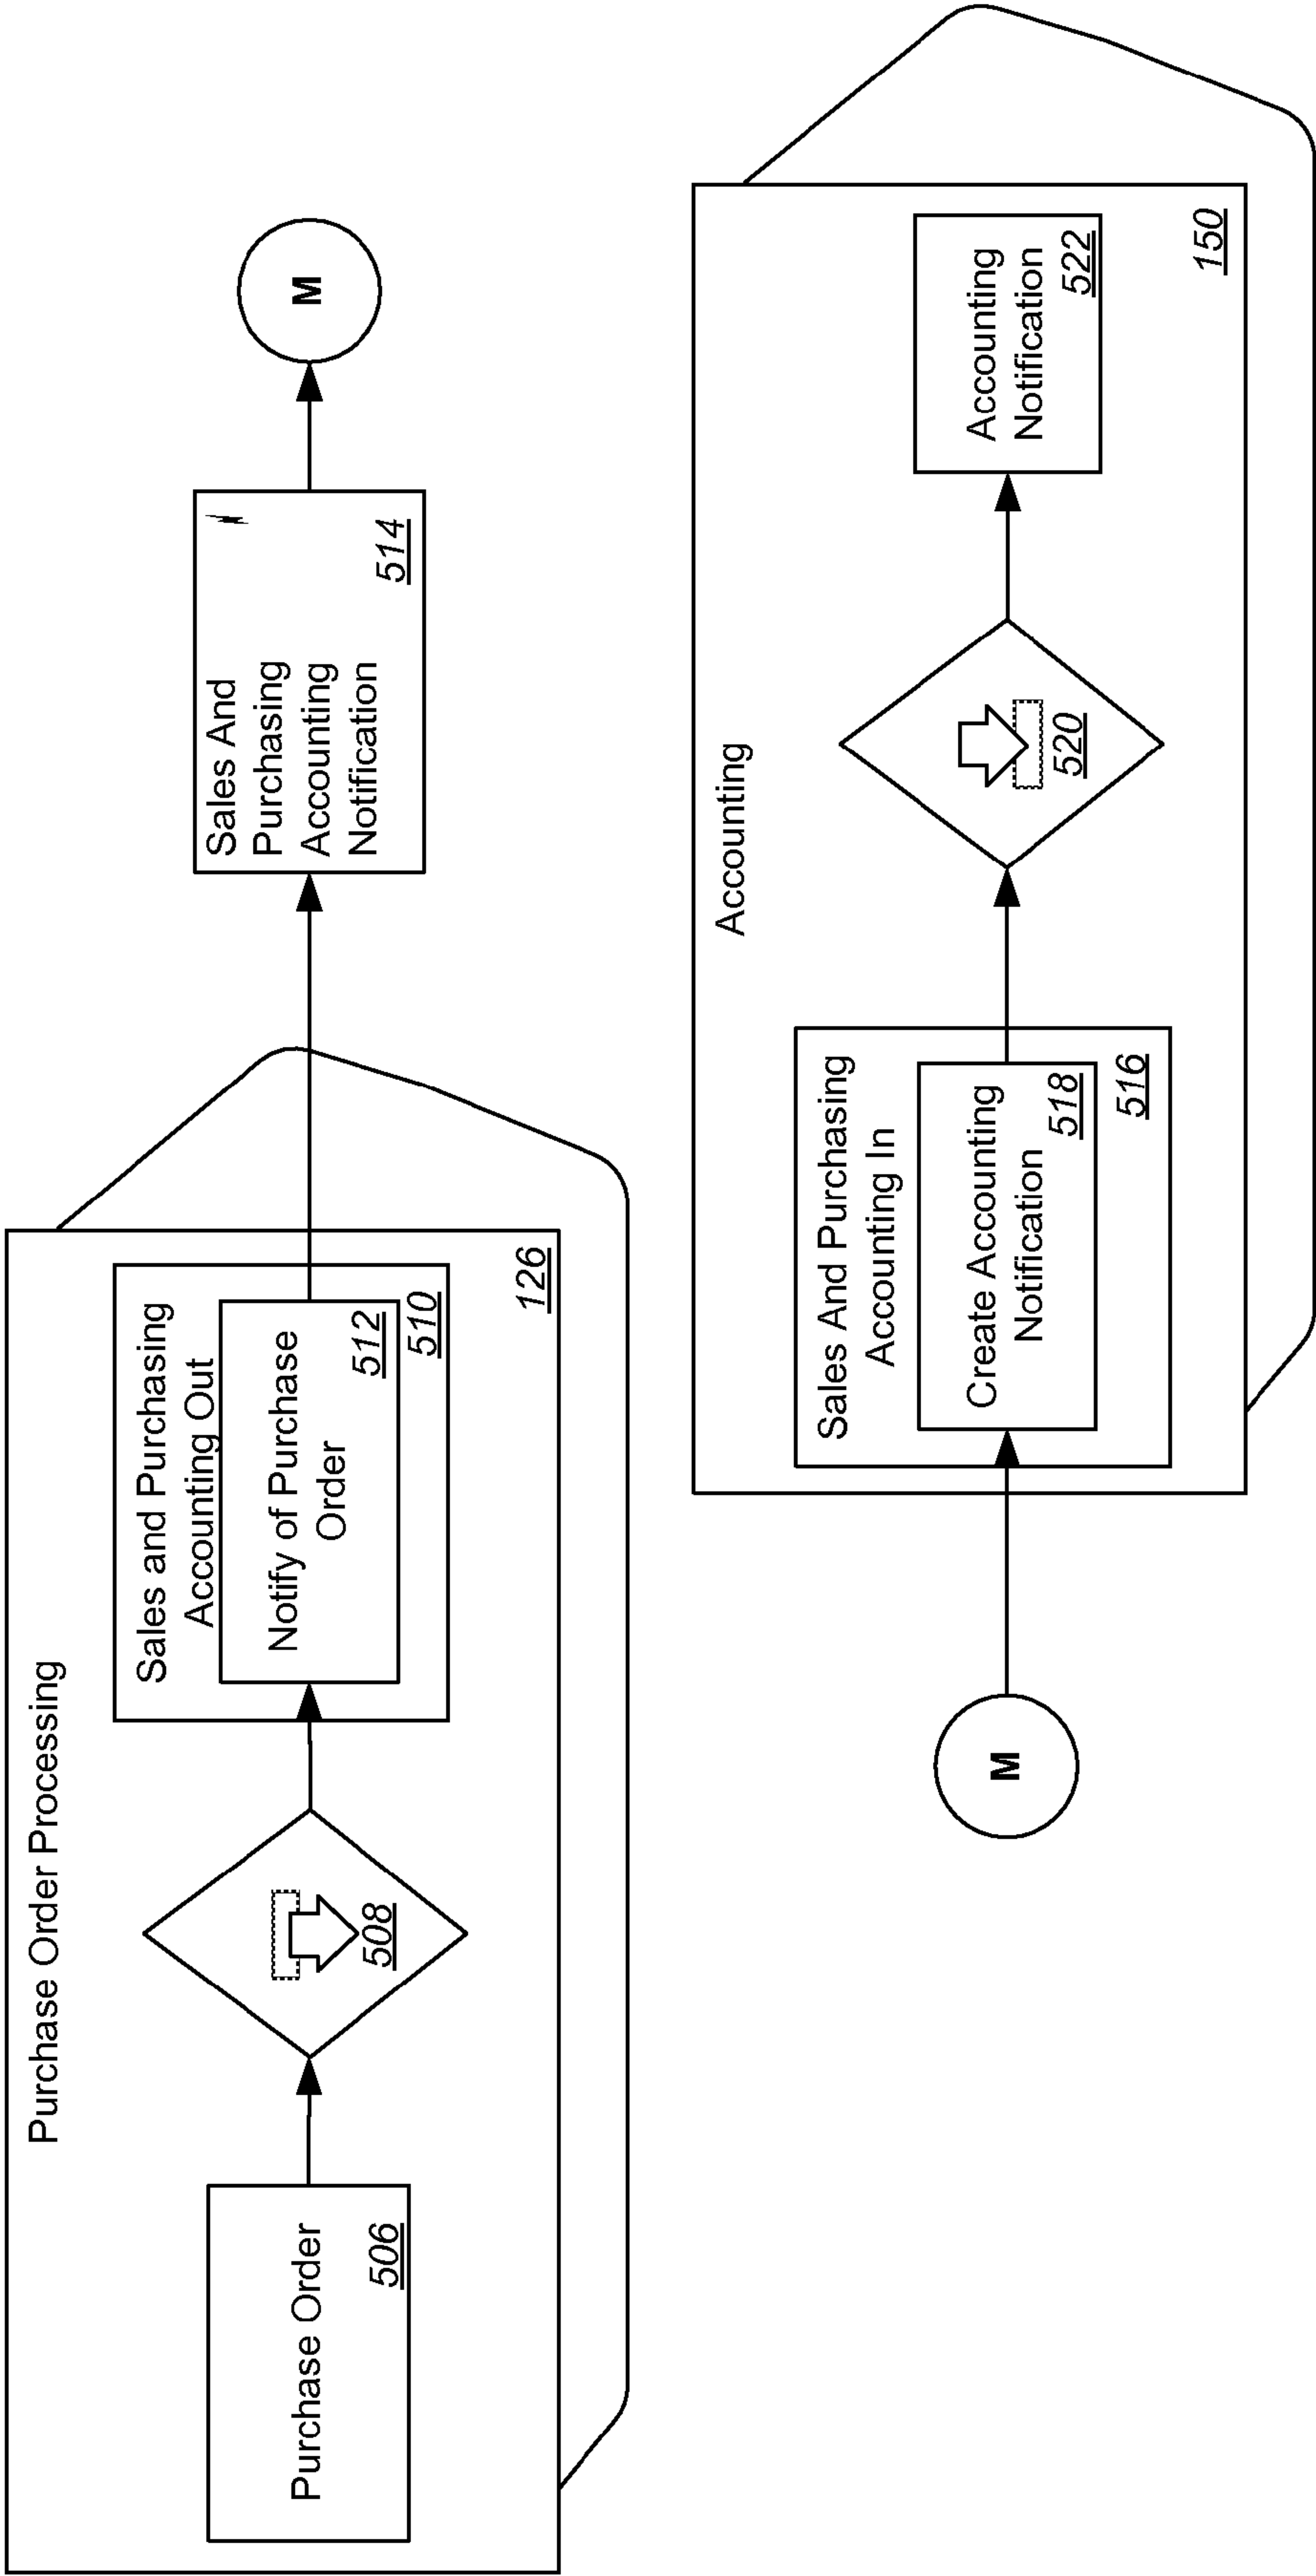 Purchase Order Processing
Purchase Order
506
508
Sales and Purchasing
Accounting Out
Notify of Purchase
Order
512
510
126
Sales And
Purchasing
Accounting
Notification
514
M
M
Accounting
Sales And Purchasing
Accounting In
Create Accounting
Notification
518
516
520
Accounting
Notification
522
150